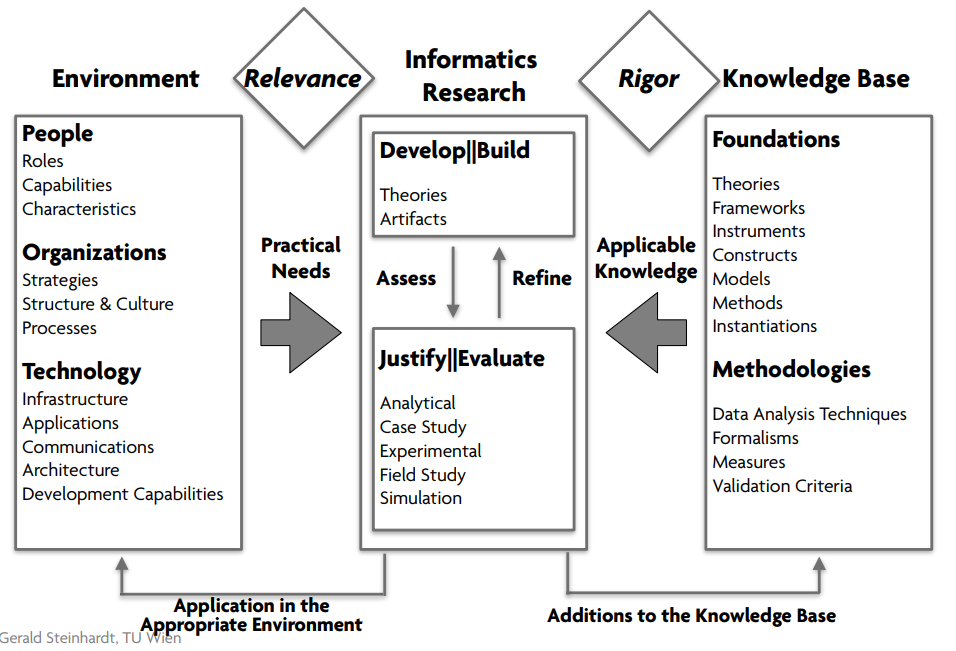 Environment
Relevance
Informatics
Research
Rigor
Knowledge Base
People
Roles
Capabilities
Characteristics
Organizations
Strategies
Structure & Culture
Processes
Technology
Infrastructure
Applications
Communications
Architecture
Development Capabilities
Practical
Needs
Develop||Build
Theories
Artifacts
Assess
Refine
Justify||Evaluate
Analytical
Case Study
Experimental
Field Study
Simulation
Applicable
Knowledge
Foundations
Theories
Frameworks
Instruments
Constructs
Models
Methods
Instantiations
Methodologies
Data Analysis Techniques
Formalisms
Measures
Validation Criteria
Application in the
Appropriate Environment
Additions to the Knowledge Base
Gerald Steinhardt, TU Wien